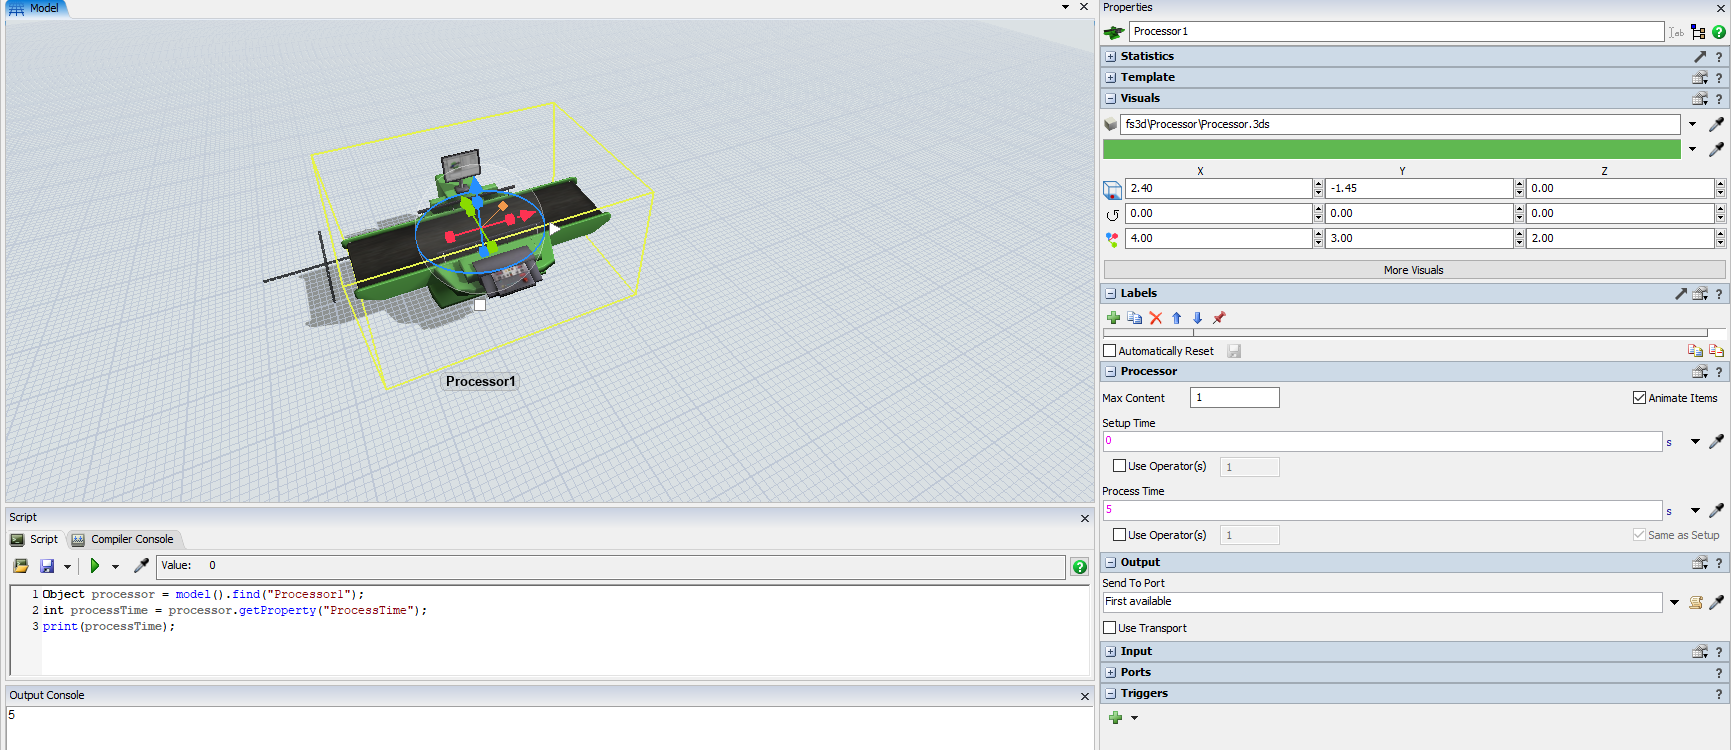 Model
Processor1
Script
Script
Compiler Console
Value: 0
1 Object processor = model().find("Processor1");
2 int processTime = processor.getProperty("ProcessTime");
3 print(processTime);
Output Console
5
Properties
Processor1
ab
Statistics
Template
Visuals
fs3d\Processor\Processor.3ds
X Y Z
2.40 -1.45 0.00
0.00 0.00 0.00
4.00 3.00 2.00
More Visuals
Labels
Automatically Reset
Processor
Max Content 1 Animate Items
Setup Time
0 s
Use Operator(s) 1
Process Time
5 s
Use Operator(s) 1 Same as Setup
Output
Send To Port
First available
Use Transport
Input
Ports
Triggers